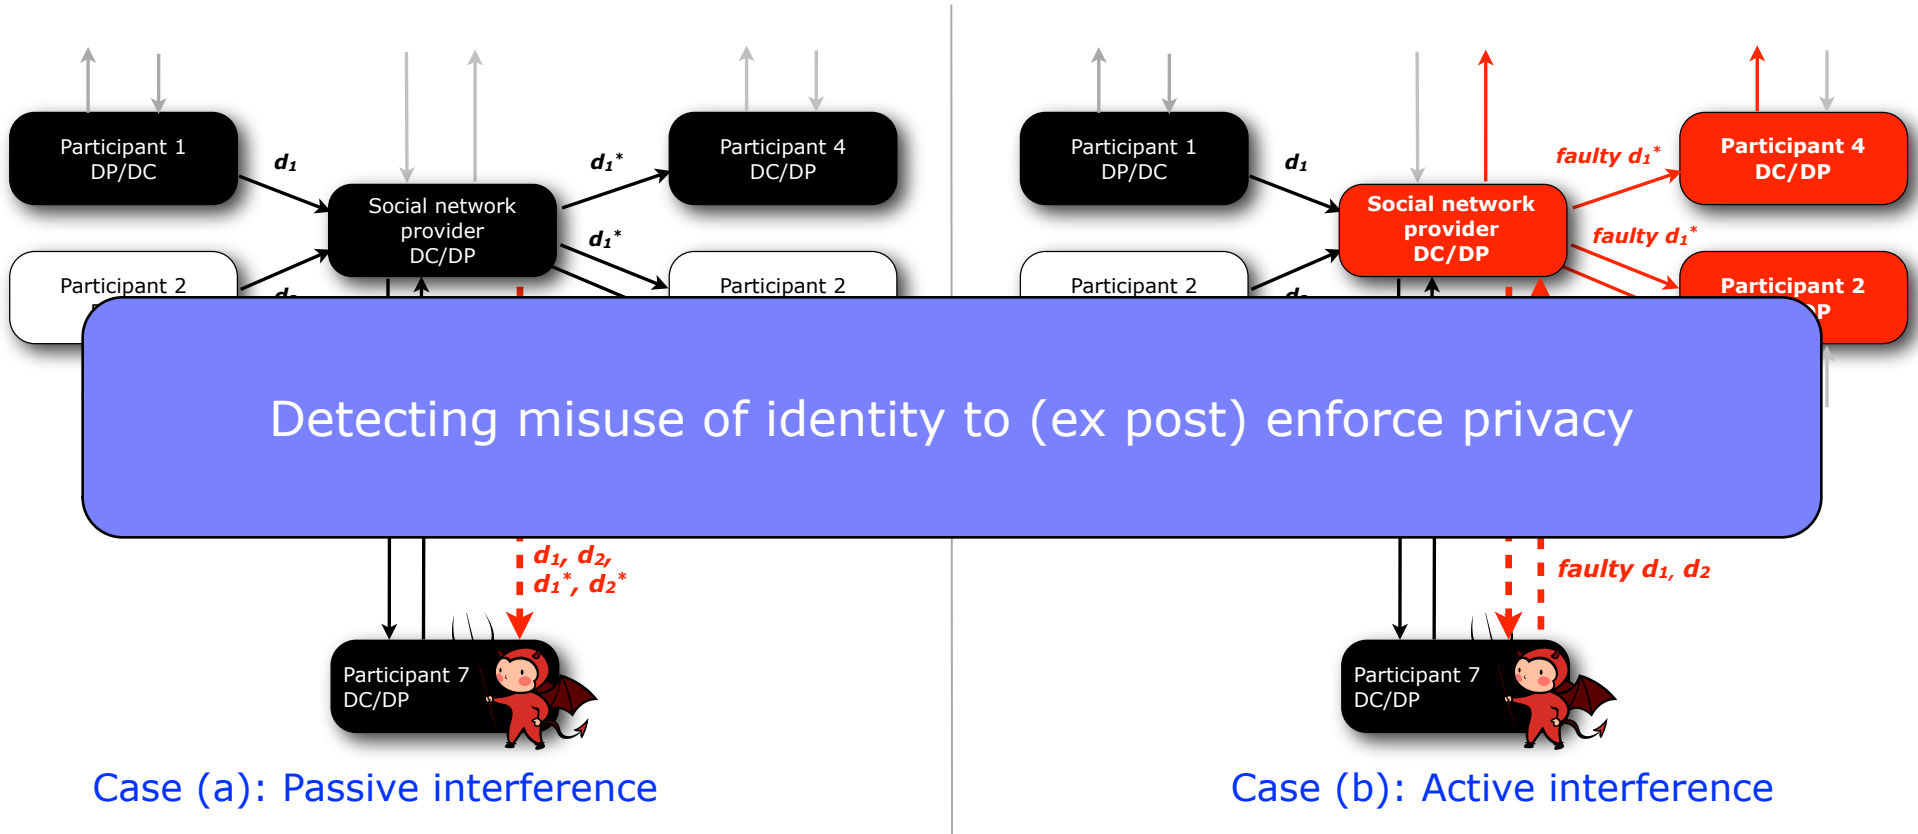 Participant 1
DP/DC
d₁
Social network
provider
DC/DP
d₁*
Participant 4
DC/DP
d₁*
Participant 2
Participant 2
Participant 1
DP/DC
d₁
Social network
provider
DC/DP
faulty d₁*
Participant 4
DC/DP
faulty d₁*
Participant 2
Participant 2
Detecting misuse of identity to (ex post) enforce privacy
d₁, d₂,
d₁*, d₂*
Participant 7
DC/DP
faulty d₁, d₂
Participant 7
DC/DP
Case (a): Passive interference
Case (b): Active interference